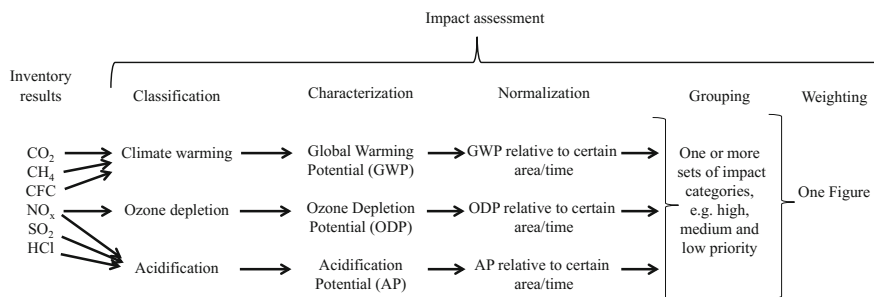 Impact assessment
Inventory
results
Classification
Characterization
Normalization
Grouping
Weighting
CO₂
CH₄
CFC
NOₓ
SO₂
HCl
Climate warming
Ozone depletion
Acidification
Global Warming
Potential (GWP)
Ozone Depletion
Potential (ODP)
Acidification
Potential (AP)
GWP relative to certain
area/time
ODP relative to certain
area/time
AP relative to certain
area/time
One or more
sets of impact
categories,
e.g. high,
medium and
low priority
One Figure